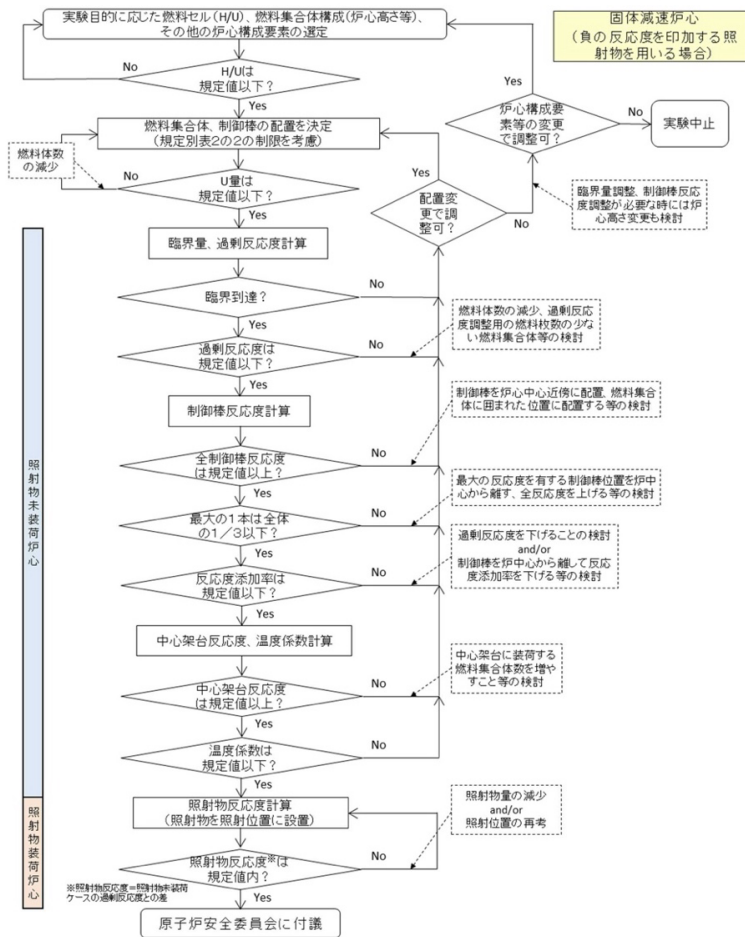 実験目的に応じた燃料セル(H/U)、燃料集合体構成(炉心高さ等)、
その他の炉心構成要素の選定
固体減速炉心
(負の反応度を印加する照
射物を用いる場合)
No
H/Uは
規定値以下?
Yes
Yes
炉心構成要
素等の変更
で調整可?
No
実験中止
燃料集合体、制御棒の配置を決定
(規定別表2の2の制限を考慮)
燃料体数
の減少
No
U量は
規定値以下?
Yes
Yes
配置変
更で調
整可?
No
臨界量調整、制御棒反応
度調整が必要な時には炉
心高さ変更も検討
臨界量、過剰反応度計算
臨界到達?
No
Yes
燃料体数の減少、過剰反応
度調整用の燃料枚数の少な
い燃料集合体等の検討
過剰反応度は
規定値以下?
No
Yes
制御棒反応度計算
制御棒を炉心中心近傍に配置、燃料集合
体に囲まれた位置に配置する等の検討
全制御棒反応度
は規定値以上?
No
Yes
最大の反応度を有する制御棒位置を炉中
心から離す、全反応度を上げる等の検討
最大の1本は全体
の1/3以下?
No
Yes
過剰反応度を下げることの検討
and/or
制御棒を炉中心から離して反応
度添加率を下げる等の検討
反応度添加率は
規定値以下?
No
Yes
照射物未装荷炉心
中心架台反応度、温度係数計算
中心架台に装荷する
燃料集合体数を増や
すこと等の検討
中心架台反応度
は規定値以上?
No
Yes
温度係数は
規定値以下?
No
Yes
照射物装荷炉心
照射物反応度計算
(照射物を照射位置に設置)
照射物量の減少
and/or
照射位置の再考
照射物反応度※は
規定値内?
No
※照射物反応度=照射物未装荷
ケースの過剰反応度との差
Yes
原子炉安全委員会に付議